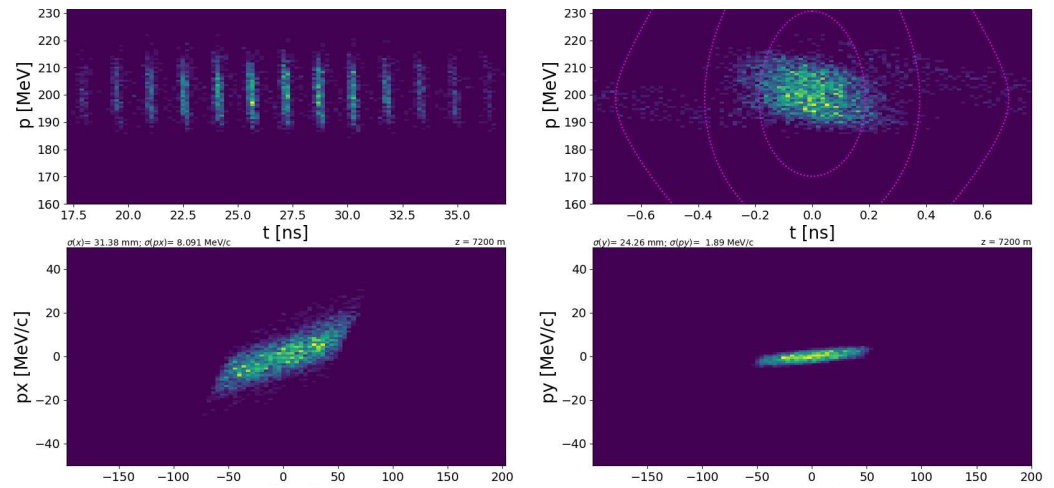 230
220
210
200
190
180
170
160
p [MeV]
17.5 20.0 22.5 25.0 27.5 30.0 32.5 35.0
t [ns]
230
220
210
200
190
180
170
160
p [MeV]
−0.6 −0.4 −0.2 0.0 0.2 0.4 0.6
t [ns]
σ(x)= 31.38 mm; σ(px)= 8.091 MeV/c z = 7200 m
40
20
0
−20
−40
px [MeV/c]
−150 −100 −50 0 50 100 150 200
σ(y)= 24.26 mm; σ(py)= 1.89 MeV/c z = 7200 m
40
20
0
−20
−40
py [MeV/c]
−150 −100 −50 0 50 100 150 200